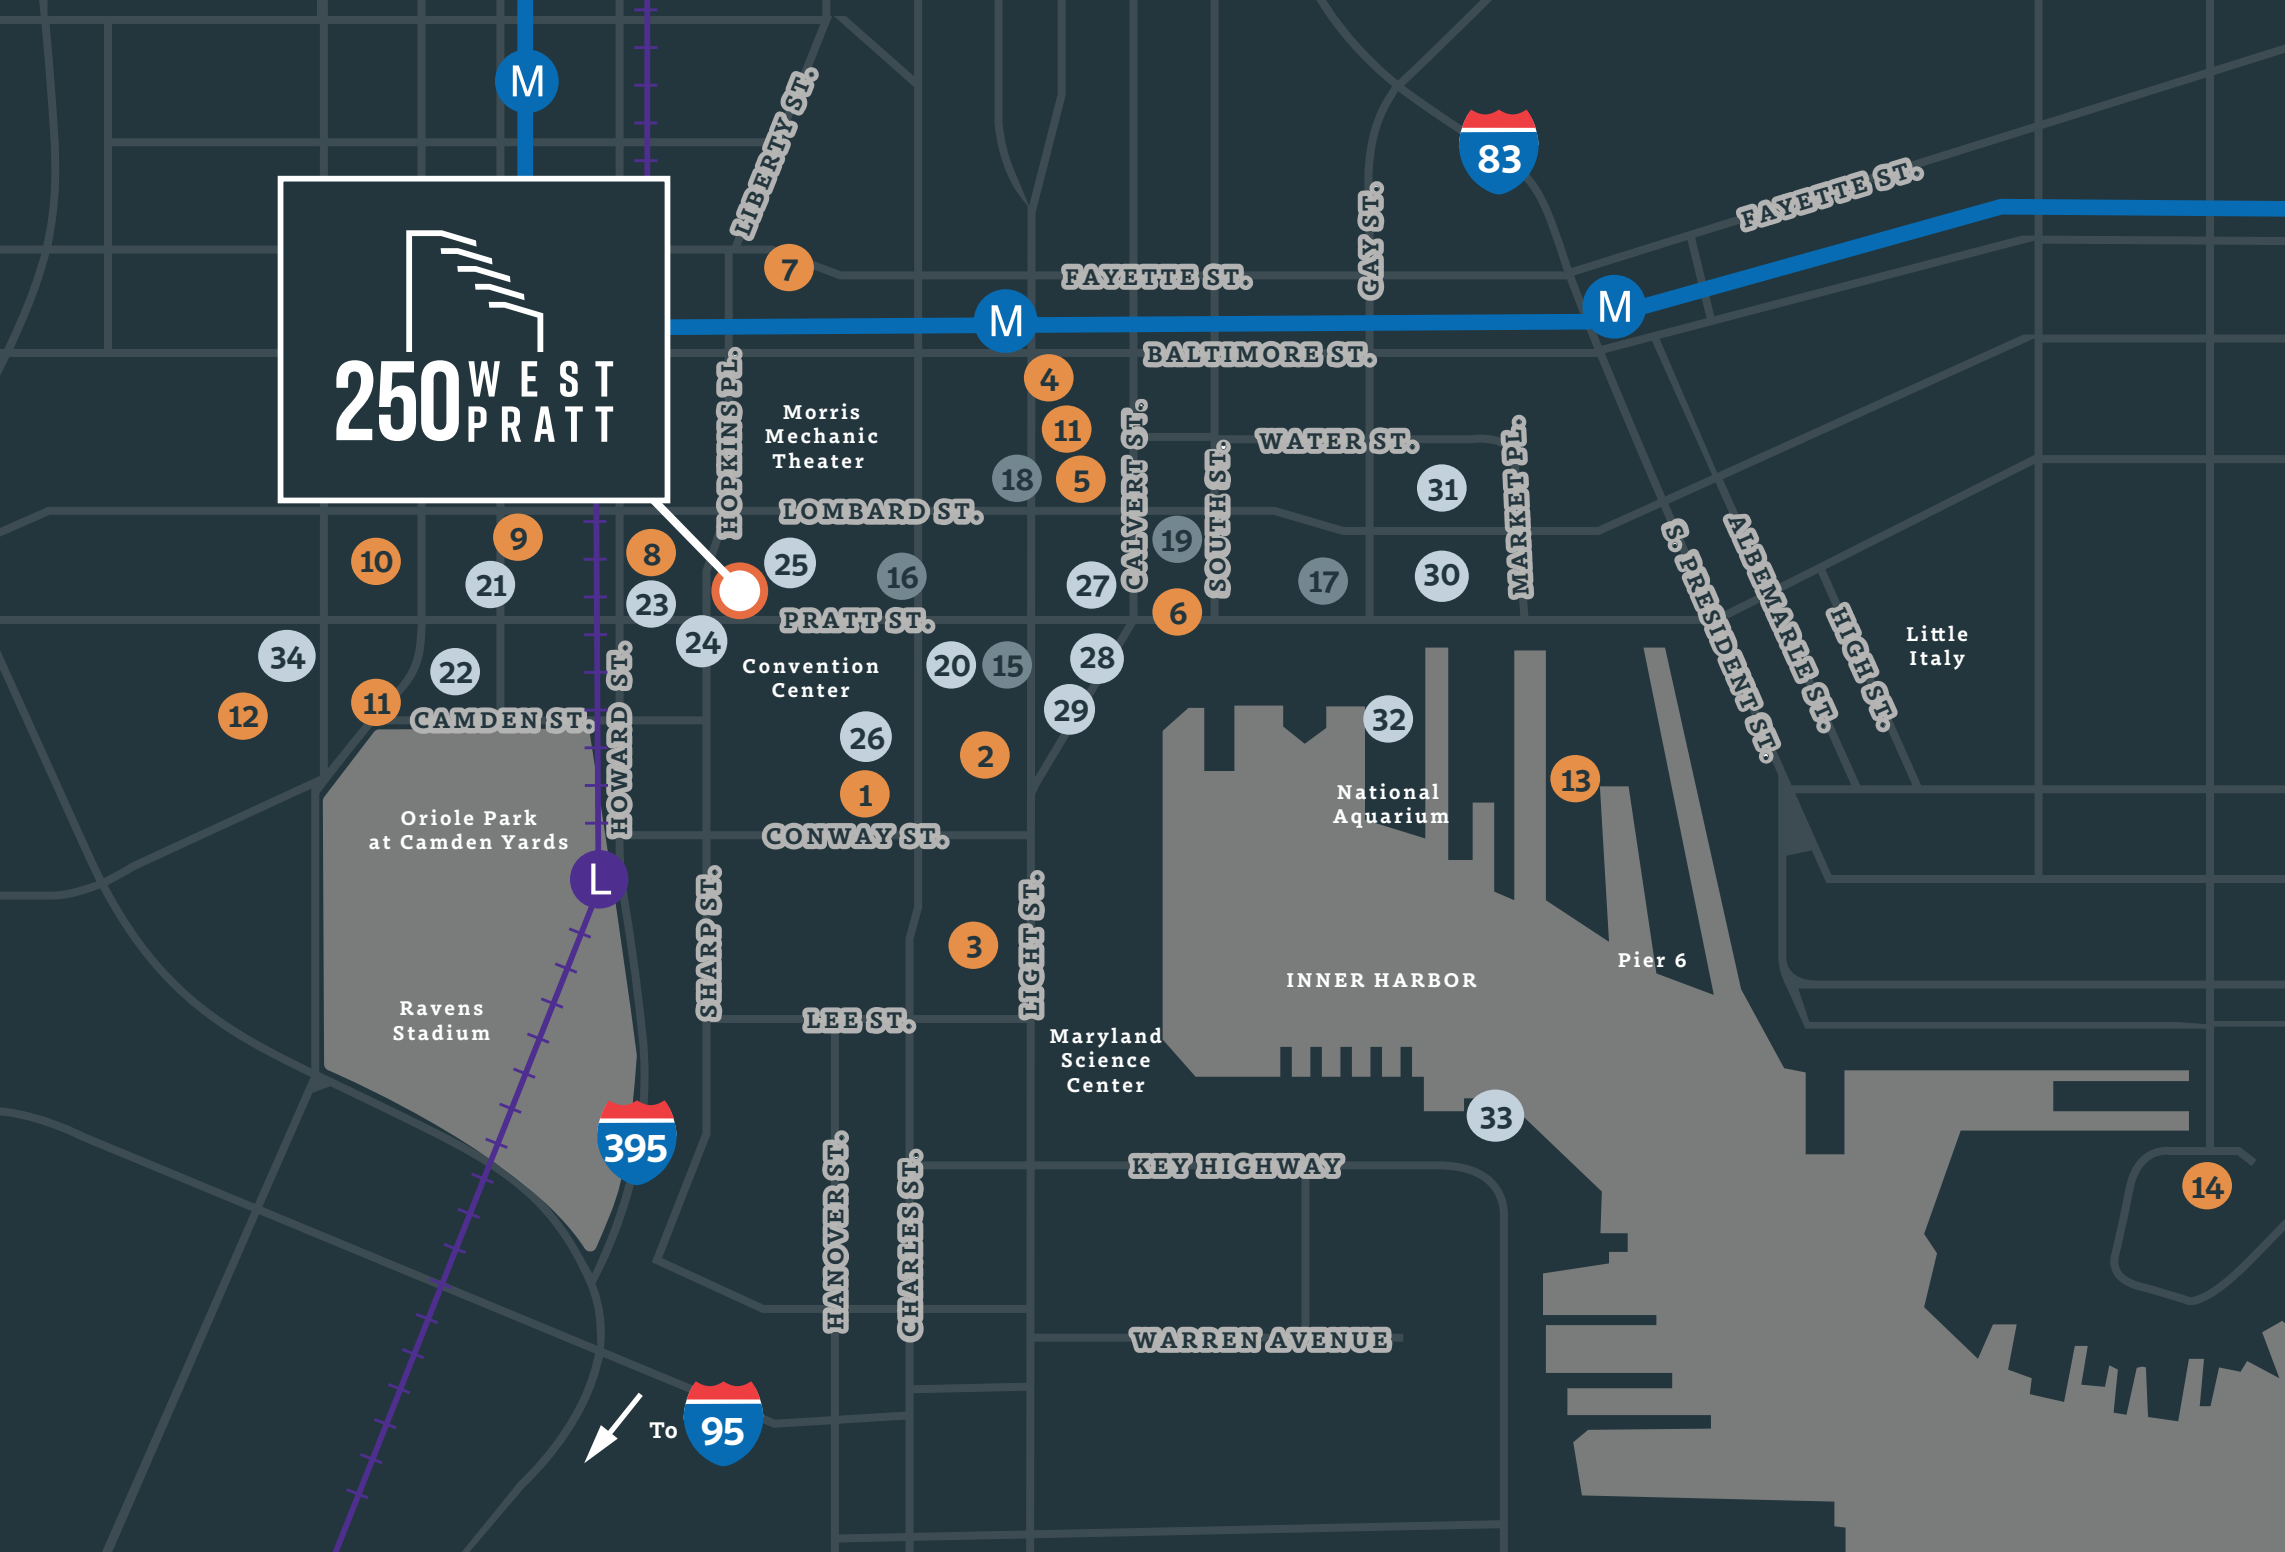 M
LIBERTY ST.
83
GAY ST.
FAYETTE ST.
7
FAYETTE ST.
M
M
BALTIMORE ST.
250 WEST PRATT
HOPKINS PL.
4
Morris
Mechanic
Theater
11
CALVERT ST.
WATER ST.
SOUTH ST.
MARKET PL.
18
5
31
LOMBARD ST.
S. PRESIDENT ST.
ALBEMARLE ST.
HIGH ST.
9
10
21
8
23
25
16
27
19
17
30
6
PRATT ST.
24
34
22
HOWARD ST.
Convention
Center
20
15
28
Little
Italy
12
11
CAMDEN ST.
26
29
32
2
1
13
National
Aquarium
Oriole Park
at Camden Yards
CONWAY ST.
L
SHARP ST.
LIGHT ST.
3
Pier 6
INNER HARBOR
Ravens
Stadium
LEE ST.
Maryland
Science
Center
33
395
HANOVER ST.
CHARLES ST.
KEY HIGHWAY
14
WARREN AVENUE
To
95